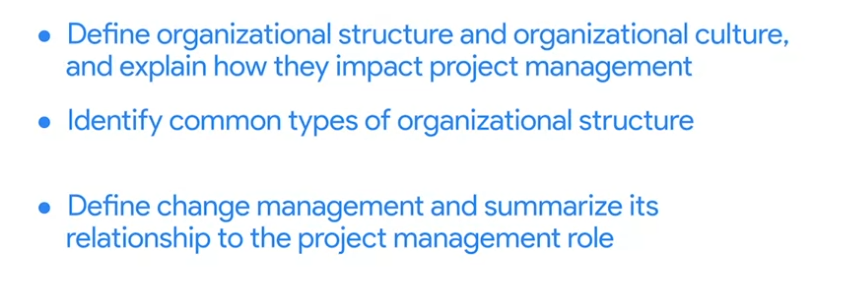 • Define organizational structure and organizational culture,
and explain how they impact project management
• Identify common types of organizational structure
• Define change management and summarize its
relationship to the project management role